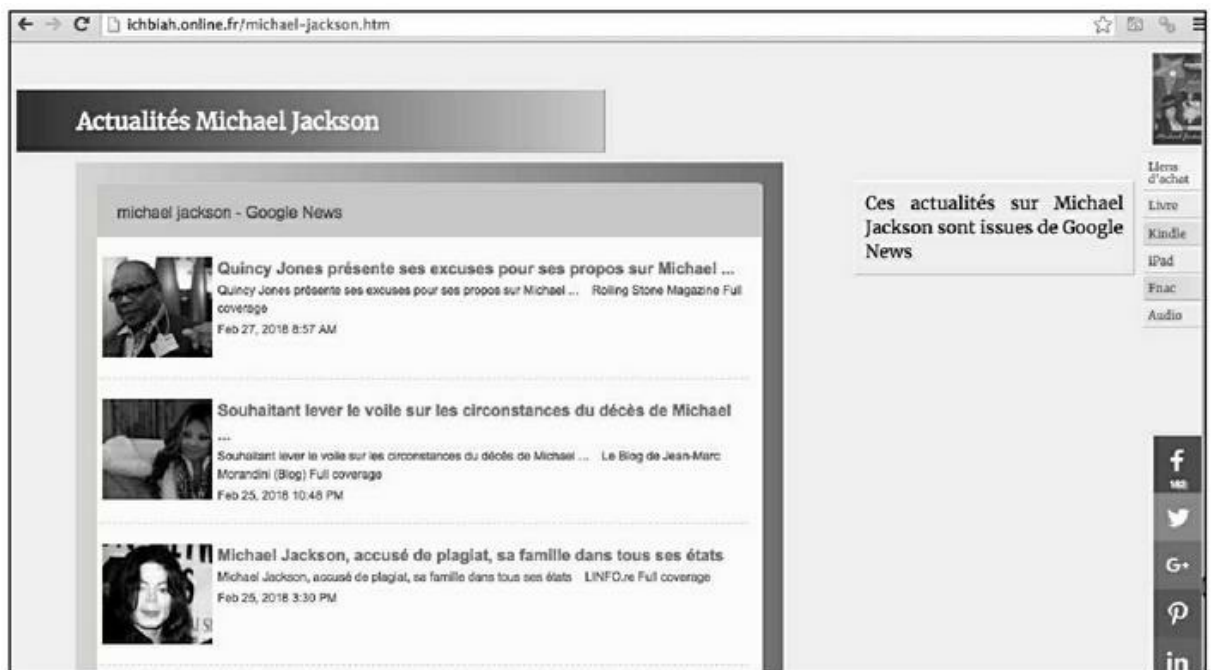 ichbiah.online.fr/michael-jackson.htm
Actualités Michael Jackson
michael jackson - Google News
Quincy Jones présente ses excuses pour ses propos sur Michael ...
Quincy Jones présente ses excuses pour ses propos sur Michael ... Rolling Stone Magazine Full
coverage
Feb 27, 2018 8:57 AM
Souhaitant lever le voile sur les circonstances du décès de Michael
...
Souhaitant lever le voile sur les circonstances du décès de Michael ... Le Blog de Jean-Marc
Morandini (Blog) Full coverage
Feb 25, 2018 10:48 PM
Michael Jackson, accusé de plagiat, sa famille dans tous ses états
Michael Jackson, accusé de plagiat, sa famille dans tous ses états LINFO.re Full coverage
Feb 25, 2018 3:30 PM
Ces actualités sur Michael
Jackson sont issues de Google
News
Liens
d'achat
Livre
Kindle
iPad
Fnac
Audio
f
G+
in